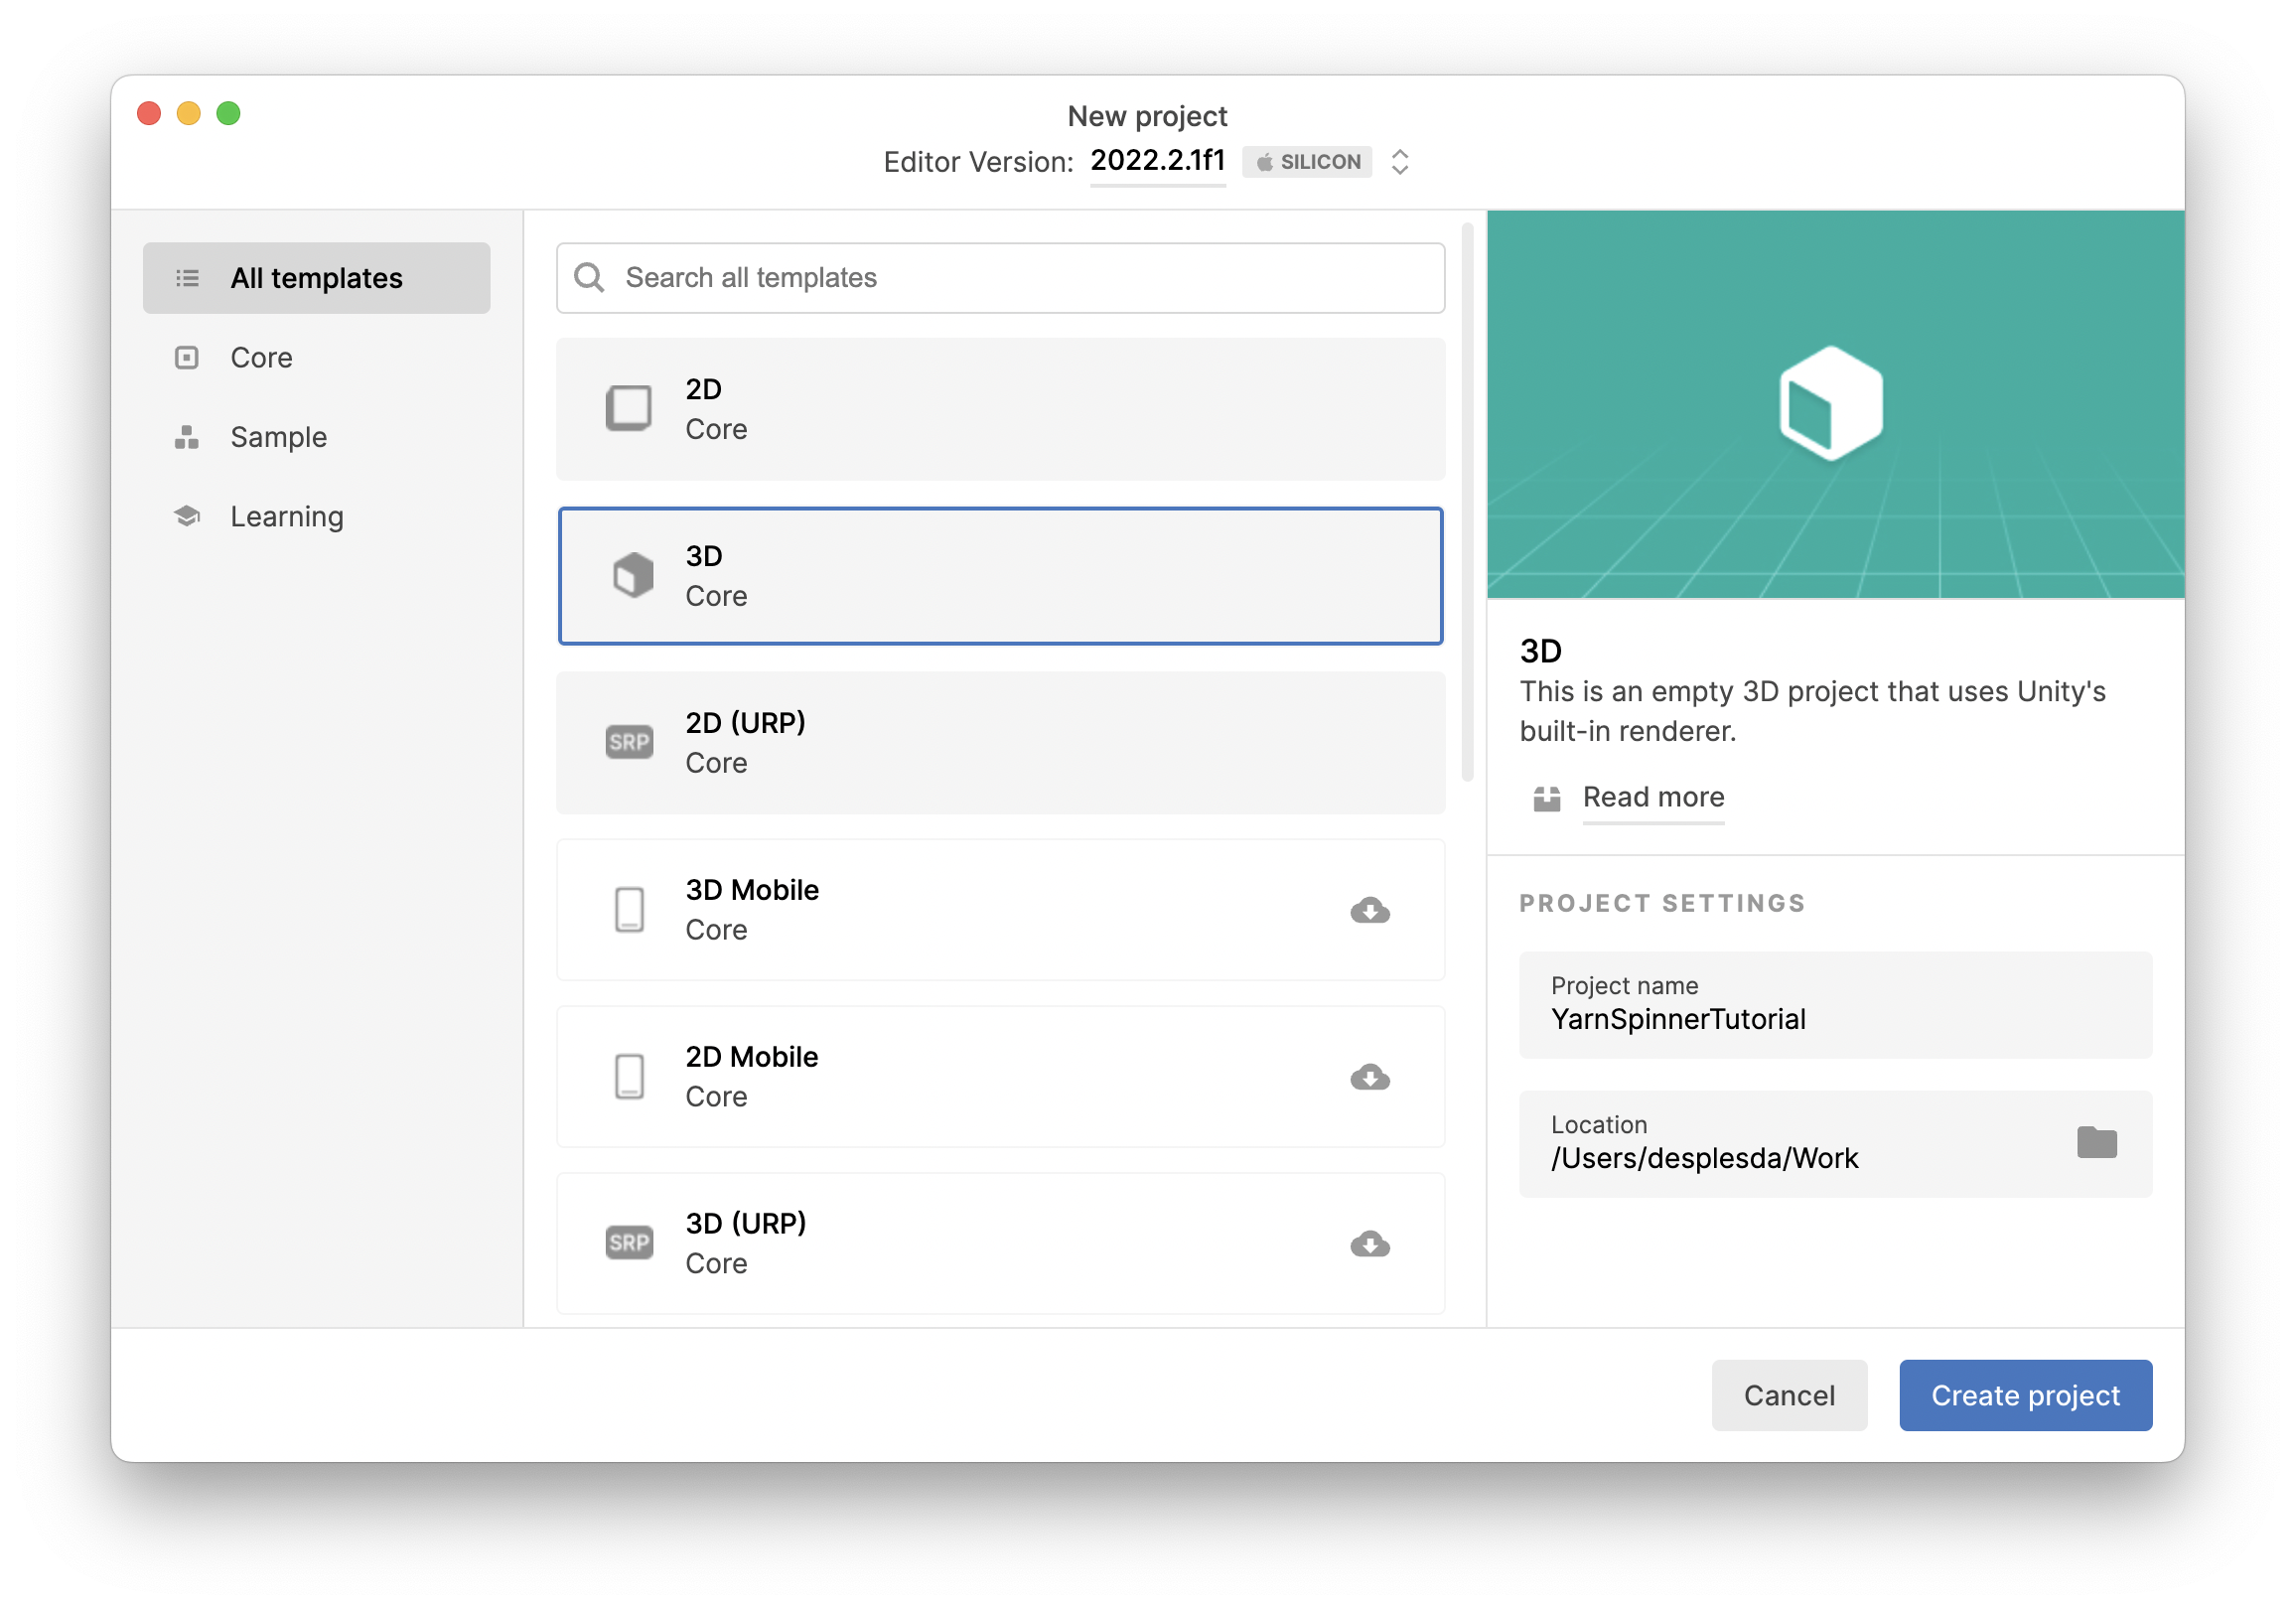 New project
Editor Version: 2022.2.1f1 SILICON
All templates
Core
Sample
Learning
Search all templates
2D
Core
3D
Core
SRP
2D (URP)
Core
3D Mobile
Core
2D Mobile
Core
SRP
3D (URP)
Core
3D
This is an empty 3D project that uses Unity's
built-in renderer.
Read more
PROJECT SETTINGS
Project name
YarnSpinnerTutorial
Location
/Users/desplesda/Work
Cancel
Create project